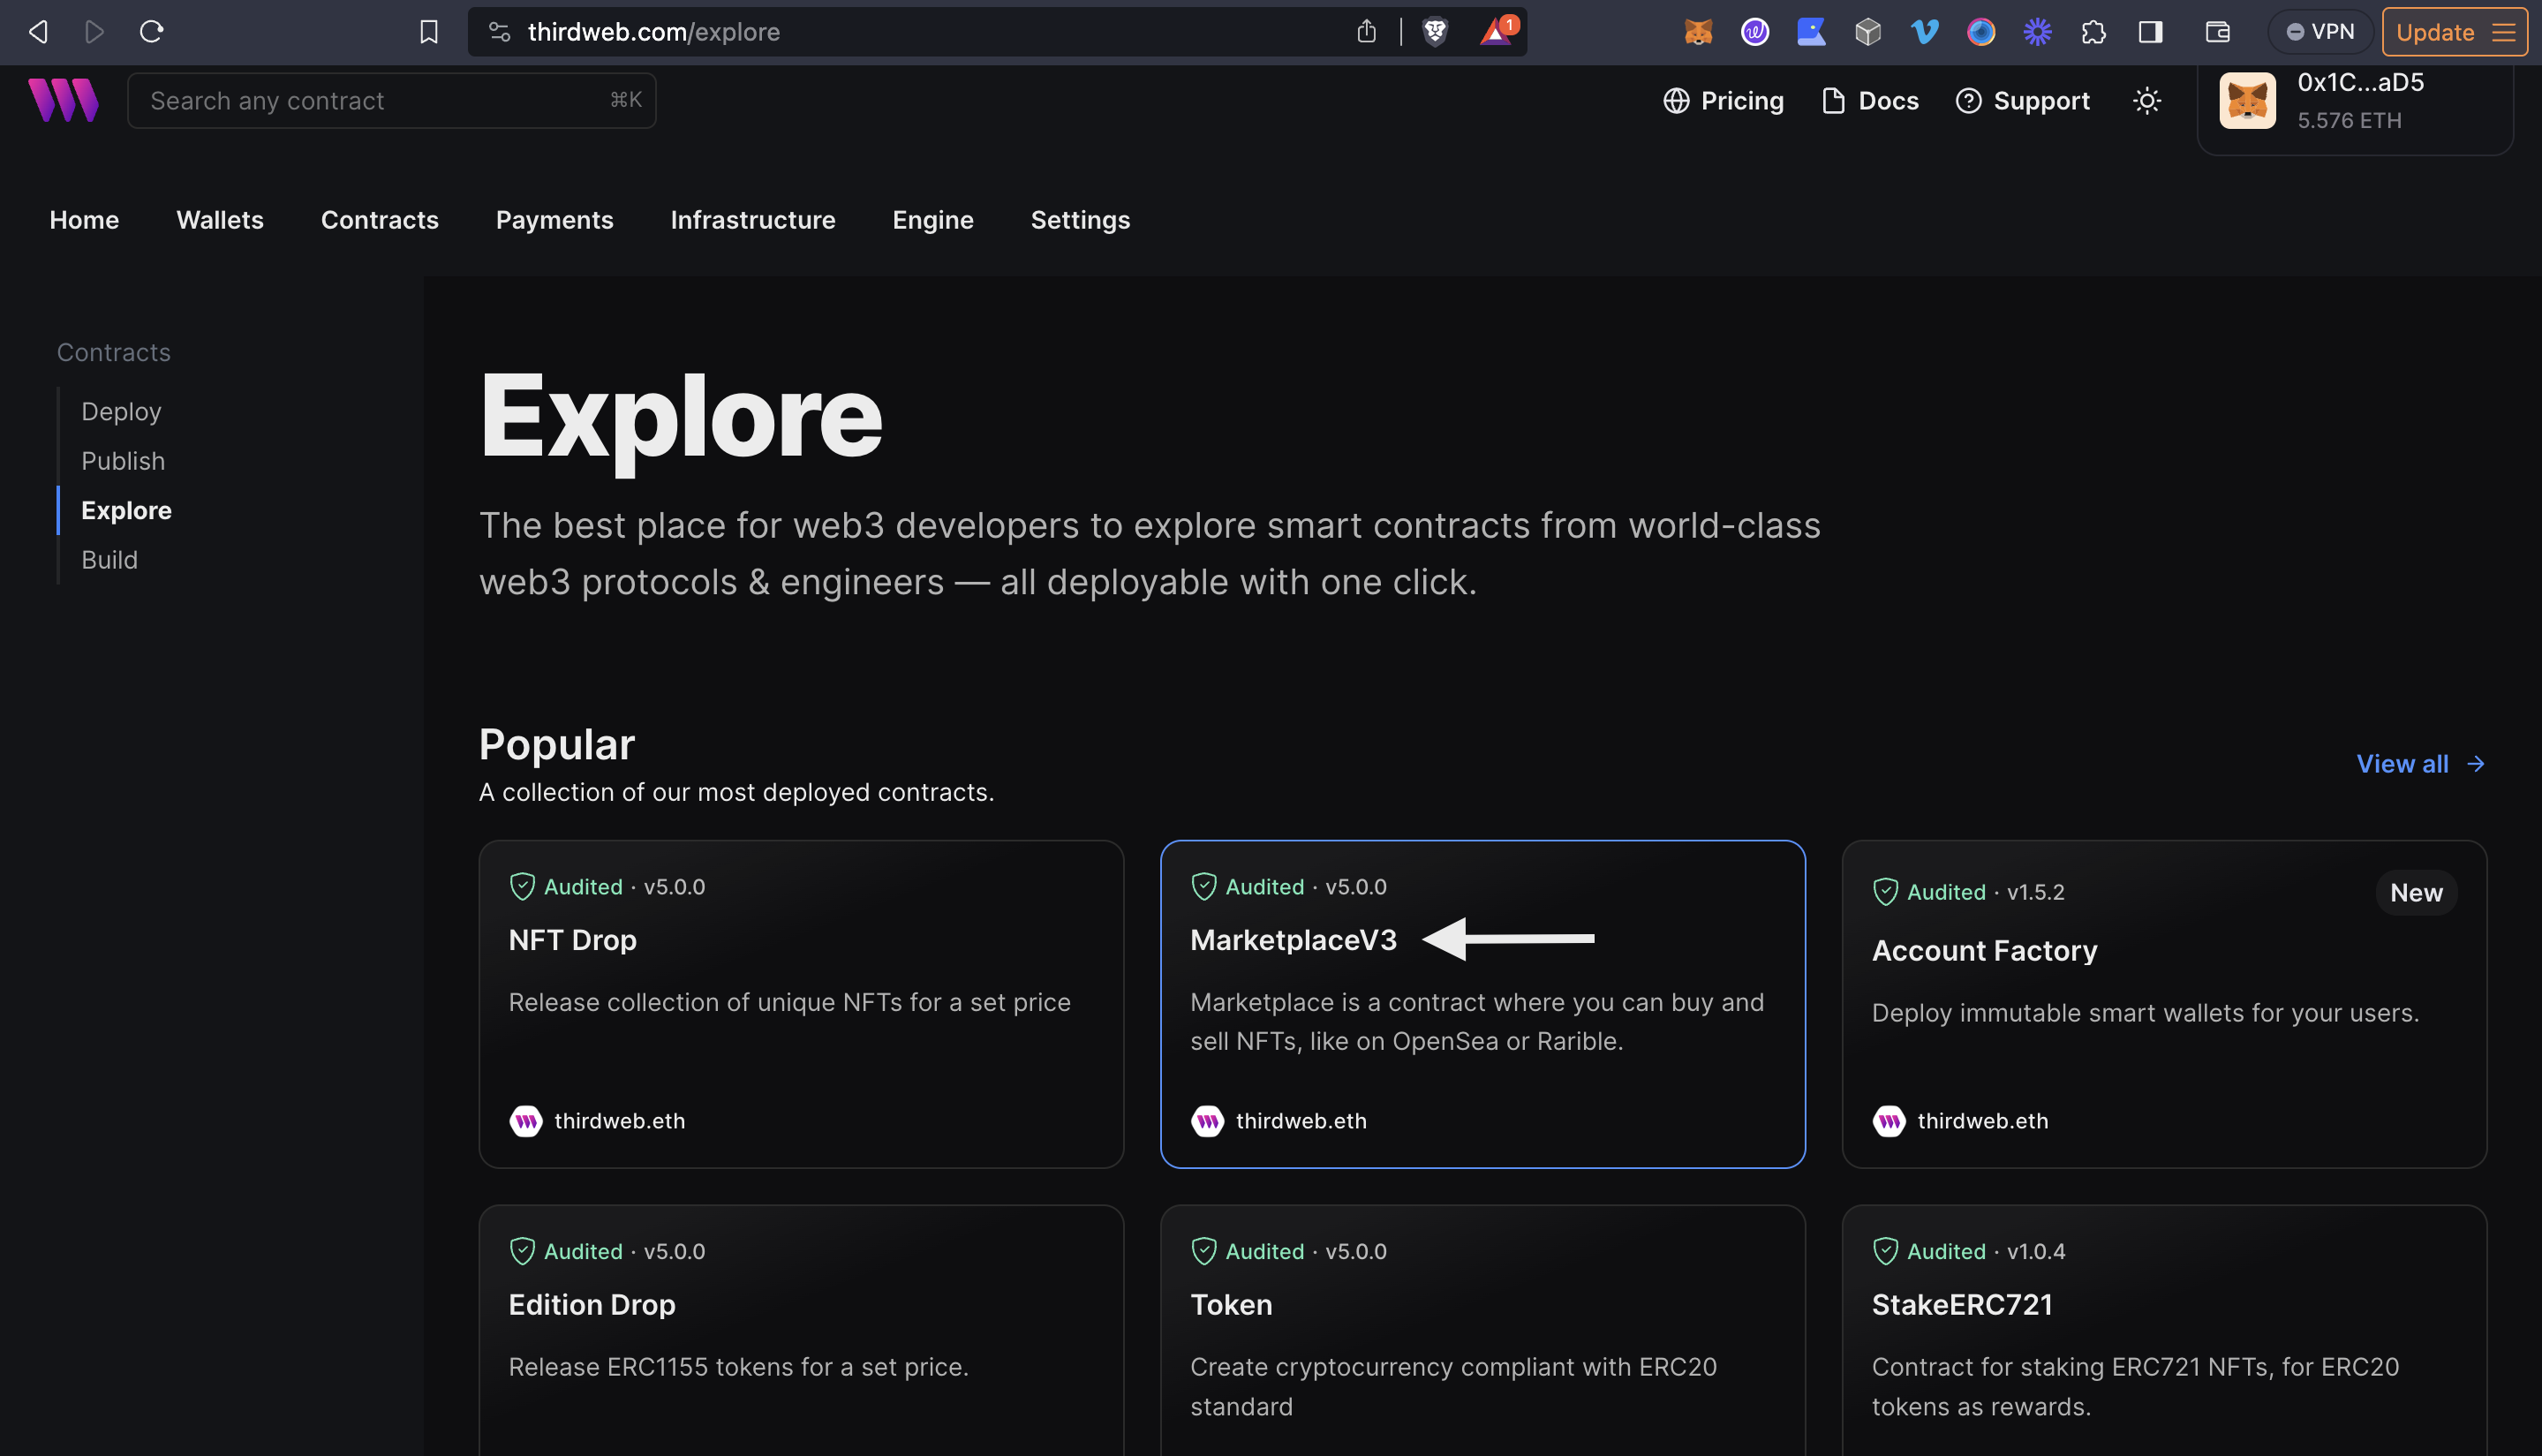 thirdweb.com/explore
1
VPN
Update
Search any contract
⌘K
Pricing
Docs
Support
0x1C...aD5
5.576 ETH
Home
Wallets
Contracts
Payments
Infrastructure
Engine
Settings
Contracts
Deploy
Publish
Explore
Build
Explore
The best place for web3 developers to explore smart contracts from world-class
web3 protocols & engineers — all deployable with one click.
Popular
A collection of our most deployed contracts.
View all →
Audited · v5.0.0
NFT Drop
Release collection of unique NFTs for a set price
thirdweb.eth
Audited · v5.0.0
MarketplaceV3
Marketplace is a contract where you can buy and
sell NFTs, like on OpenSea or Rarible.
thirdweb.eth
Audited · v1.5.2
New
Account Factory
Deploy immutable smart wallets for your users.
thirdweb.eth
Audited · v5.0.0
Edition Drop
Release ERC1155 tokens for a set price.
Audited · v5.0.0
Token
Create cryptocurrency compliant with ERC20
standard
Audited · v1.0.4
StakeERC721
Contract for staking ERC721 NFTs, for ERC20
tokens as rewards.